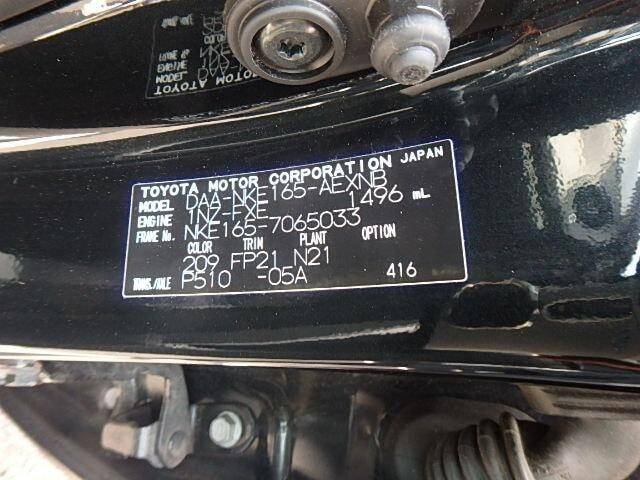 TOYOTA MOTOR CORPORATION JAPAN
MODEL DAA-NKE165-AEXNB
ENGINE 1NZ-FXE 1496 mL
FRAME No. NKE165-7065033
COLOR TRIM PLANT OPTION
209 FP21 N21
TRANS./AXLE P510 -05A 416